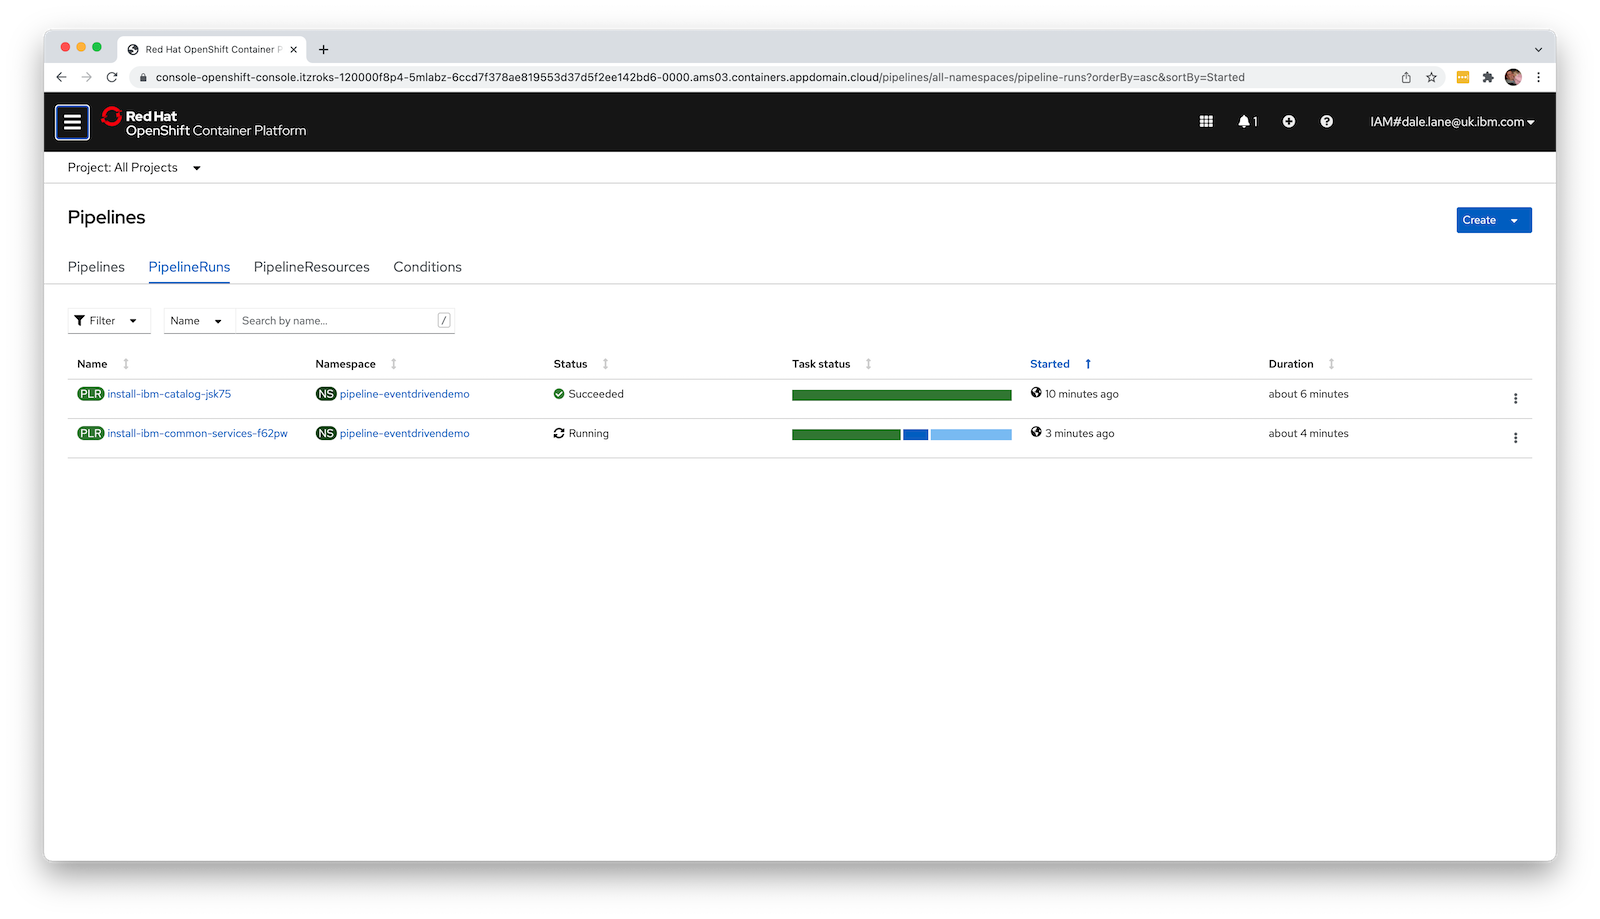 Red Hat OpenShift Container P
console-openshift-console.itzroks-120000f8p4-5mlabz-6ccd7f378ae819553d37d5f2ee142bd6-0000.ams03.containers.appdomain.cloud/pipelines/all-namespaces/pipeline-runs?orderBy=asc&sortBy=Started
Red Hat
OpenShift Container Platform
1
IAM#dale.lane@uk.ibm.com
Project: All Projects
Pipelines
Create
Pipelines PipelineRuns PipelineResources Conditions
Filter Name Search by name... /
Name Namespace Status Task status Started Duration
PLR install-ibm-catalog-jsk75 NS pipeline-eventdrivendemo Succeeded 10 minutes ago about 6 minutes
PLR install-ibm-common-services-f62pw NS pipeline-eventdrivendemo Running 3 minutes ago about 4 minutes